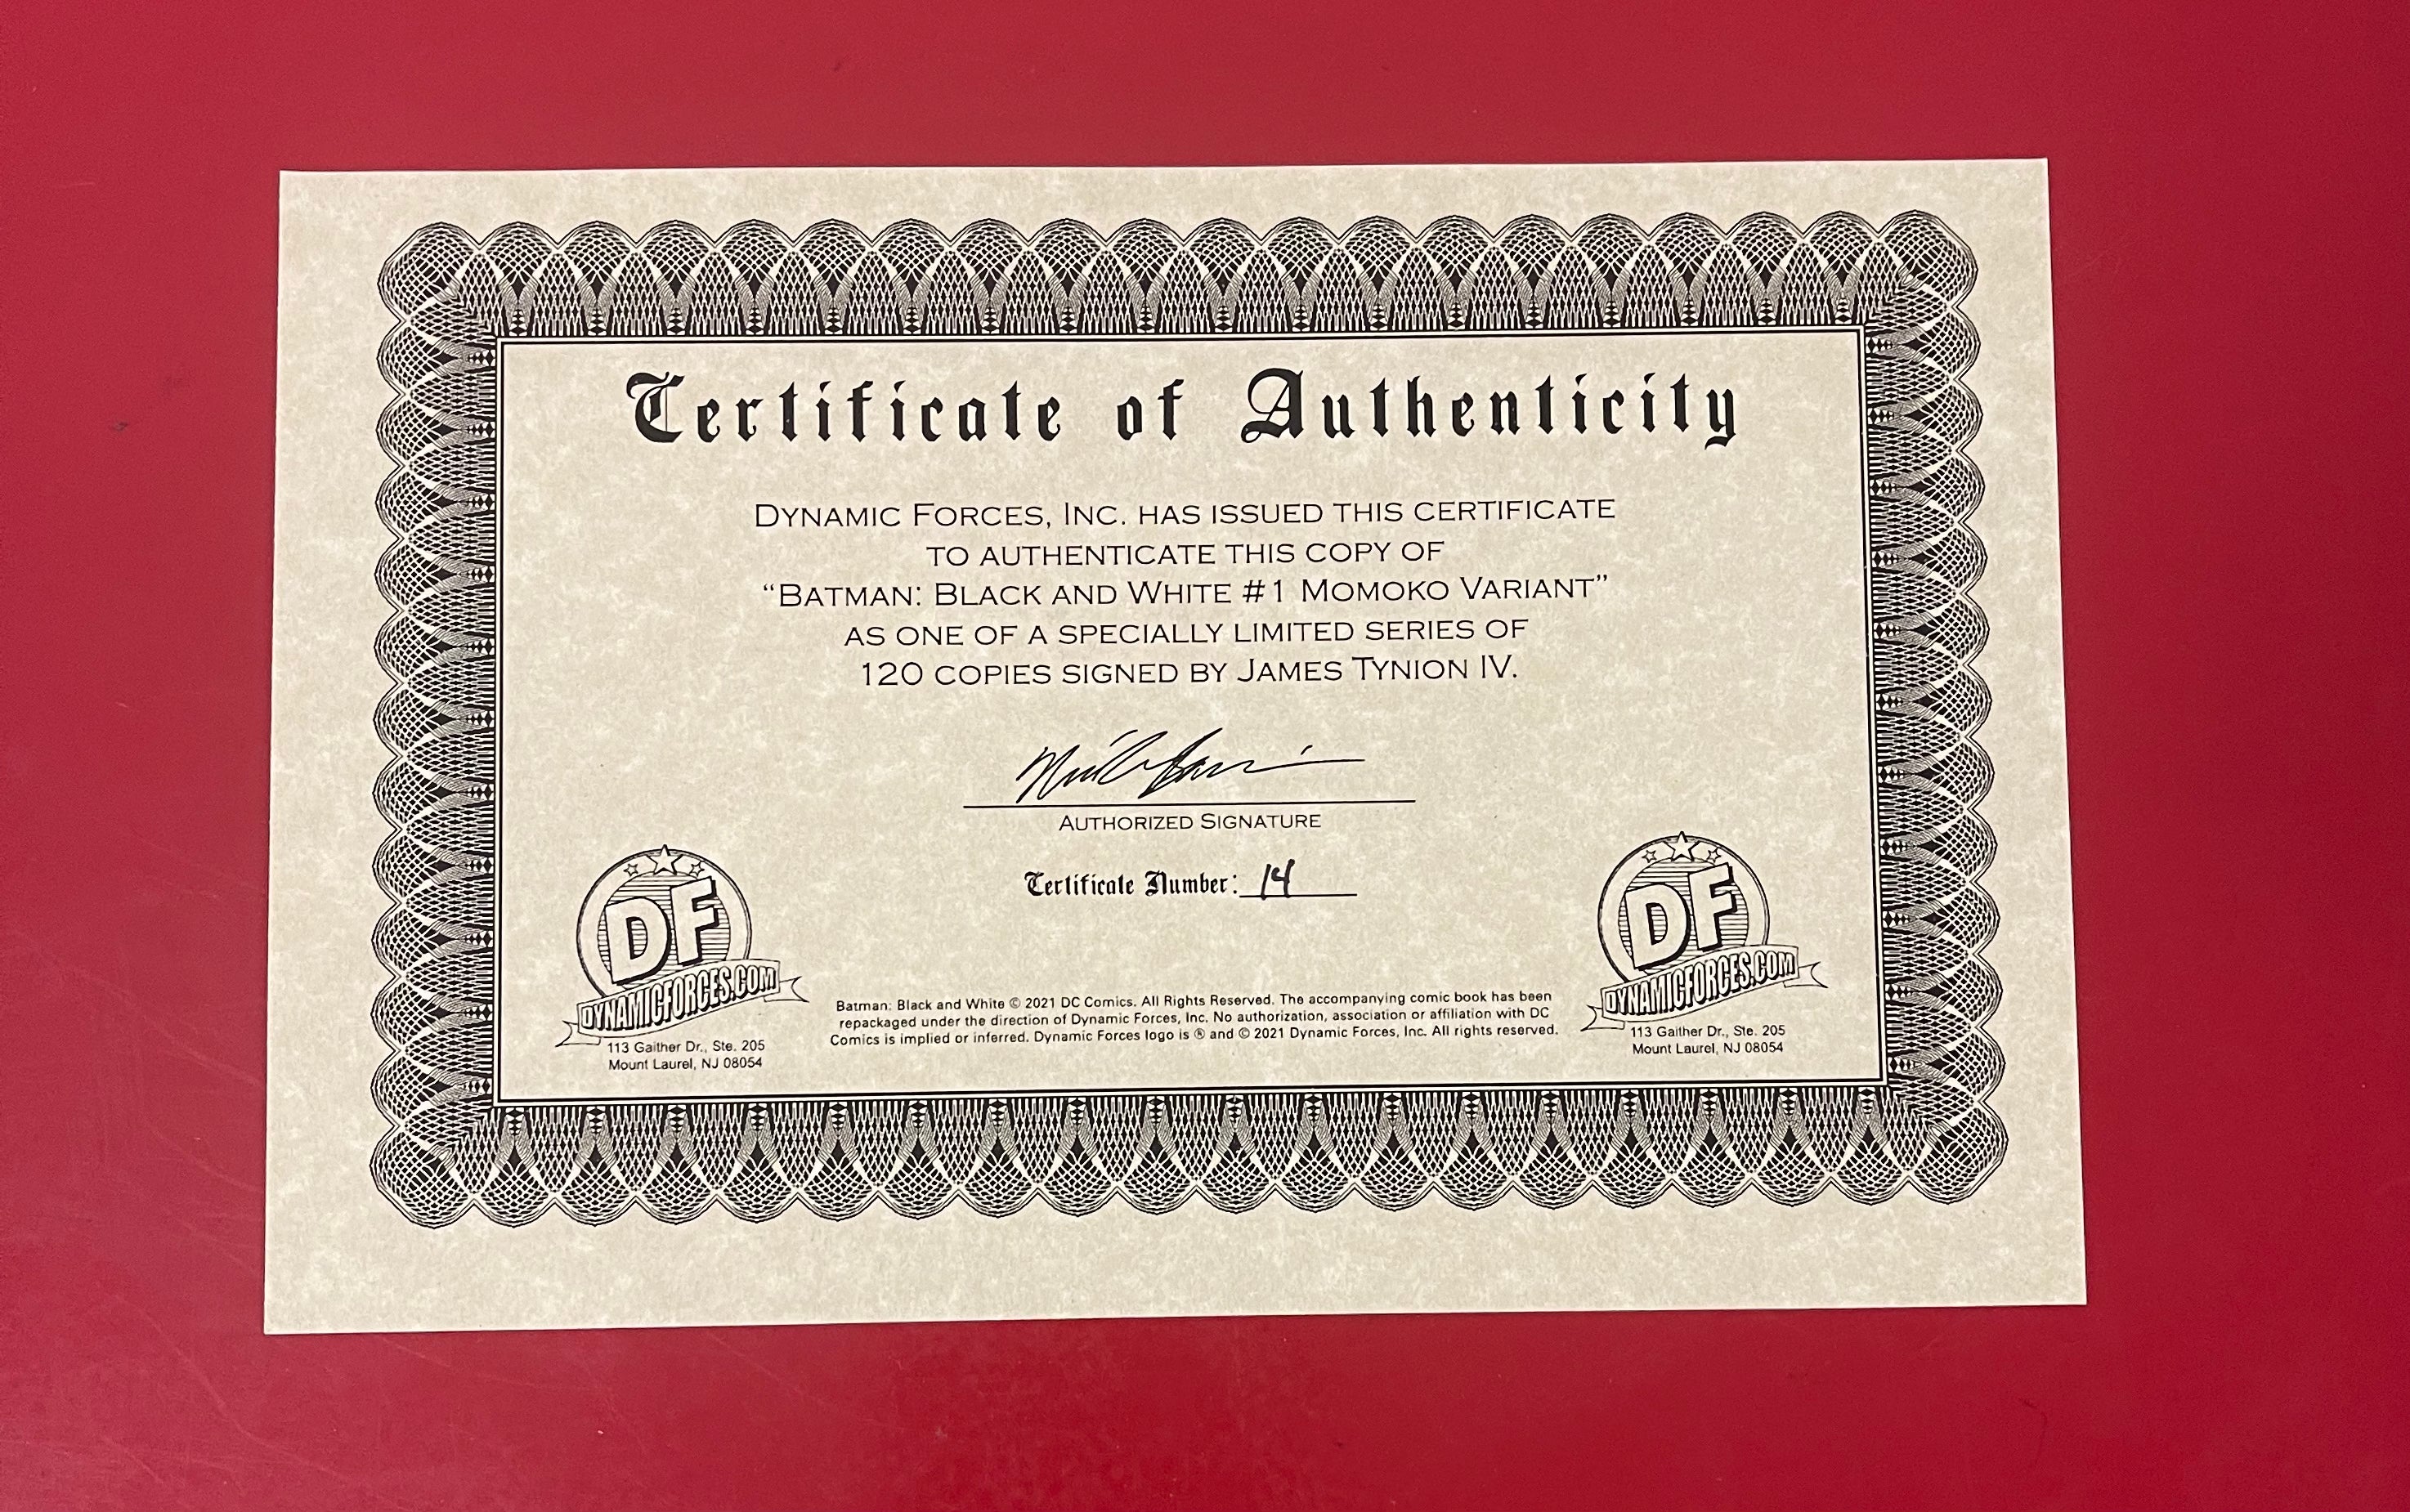 Certificate of Authenticity
DYNAMIC FORCES, INC. HAS ISSUED THIS CERTIFICATE
TO AUTHENTICATE THIS COPY OF
“BATMAN: BLACK AND WHITE #1 MOMOKO VARIANT”
AS ONE OF A SPECIALLY LIMITED SERIES OF
120 COPIES SIGNED BY JAMES TYNION IV.
AUTHORIZED SIGNATURE
Certificate Number: 14
DF
DYNAMICFORCES.COM
113 Gaither Dr., Ste. 205
Mount Laurel, NJ 08054
Batman: Black and White © 2021 DC Comics. All Rights Reserved. The accompanying comic book has been
repackaged under the direction of Dynamic Forces, Inc. No authorization, association or affiliation with DC
Comics is implied or inferred. Dynamic Forces logo is ® and © 2021 Dynamic Forces, Inc. All rights reserved.
DF
DYNAMICFORCES.COM
113 Gaither Dr., Ste. 205
Mount Laurel, NJ 08054